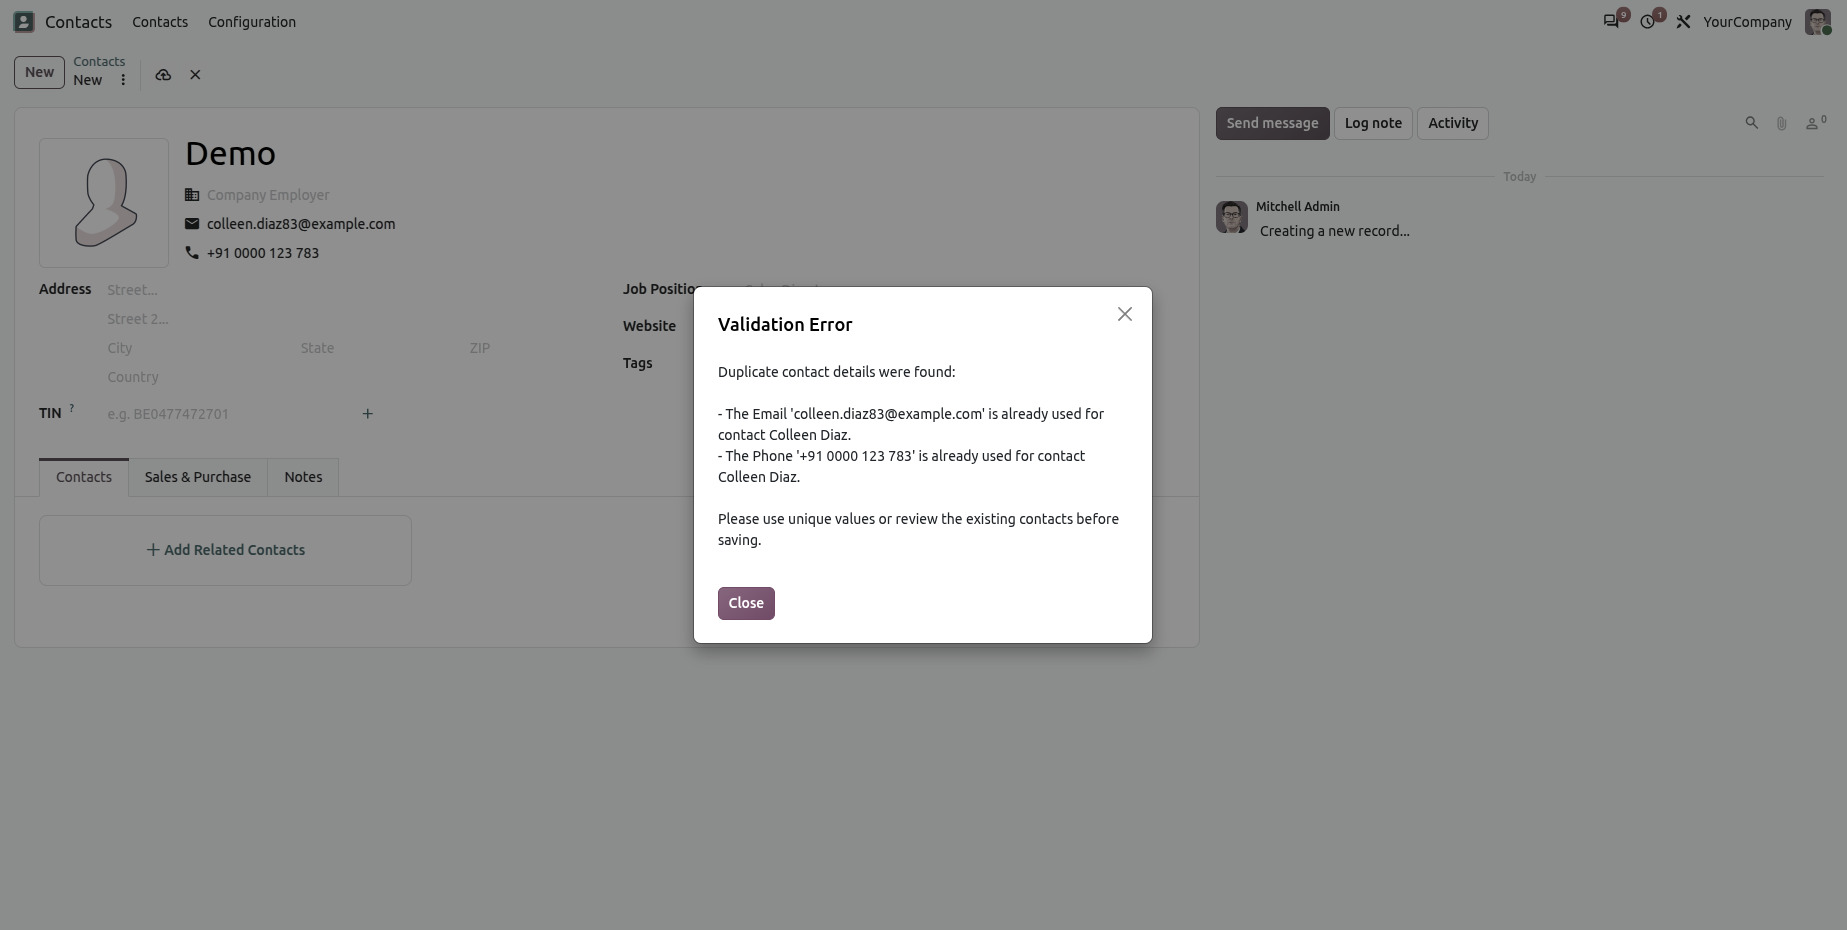 Contacts Contacts Configuration 9 1 YourCompany
New Contacts
New
Demo
Company Employer
colleen.diaz83@example.com
+91 0000 123 783
Address Street...
Street 2...
City State ZIP
Country
TIN ? e.g. BE0477472701 +
Job Position
Website
Tags
Contacts Sales & Purchase Notes
+ Add Related Contacts
Send message Log note Activity 0
Today
Mitchell Admin
Creating a new record...
Validation Error
Duplicate contact details were found:
- The Email 'colleen.diaz83@example.com' is already used for
contact Colleen Diaz.
- The Phone '+91 0000 123 783' is already used for contact
Colleen Diaz.
Please use unique values or review the existing contacts before
saving.
Close